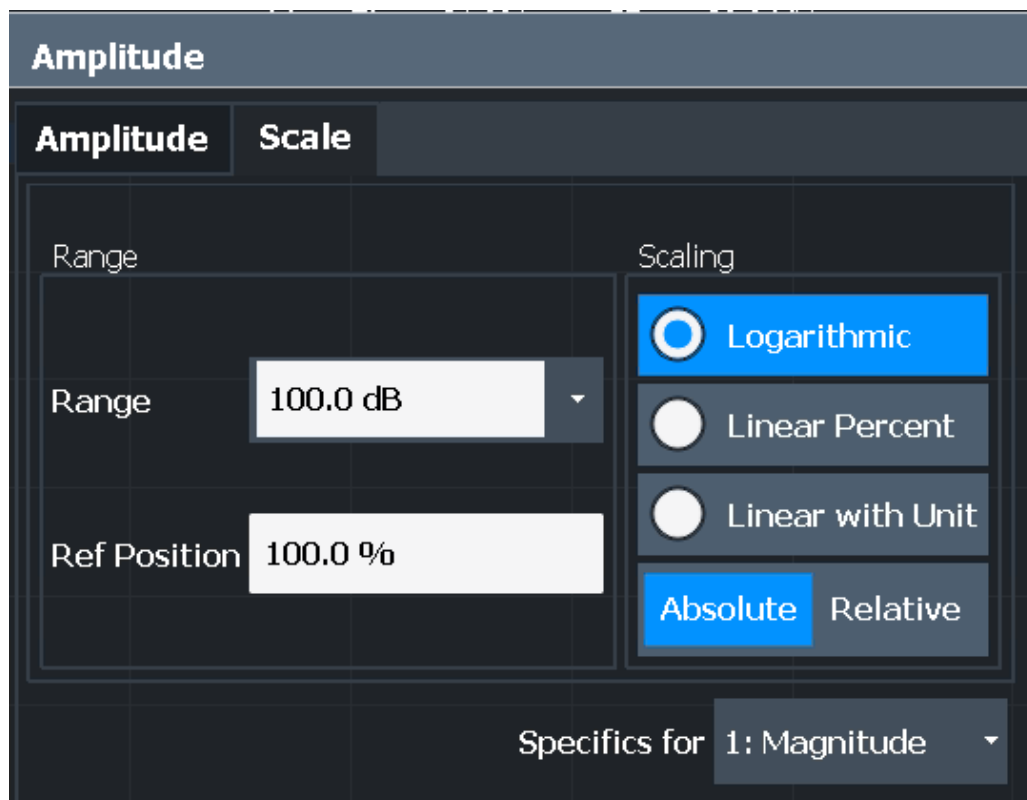 Amplitude
Amplitude Scale
Range
Scaling
Range 100.0 dB
Ref Position 100.0 %
Logarithmic
Linear Percent
Linear with Unit
Absolute Relative
Specifics for 1: Magnitude